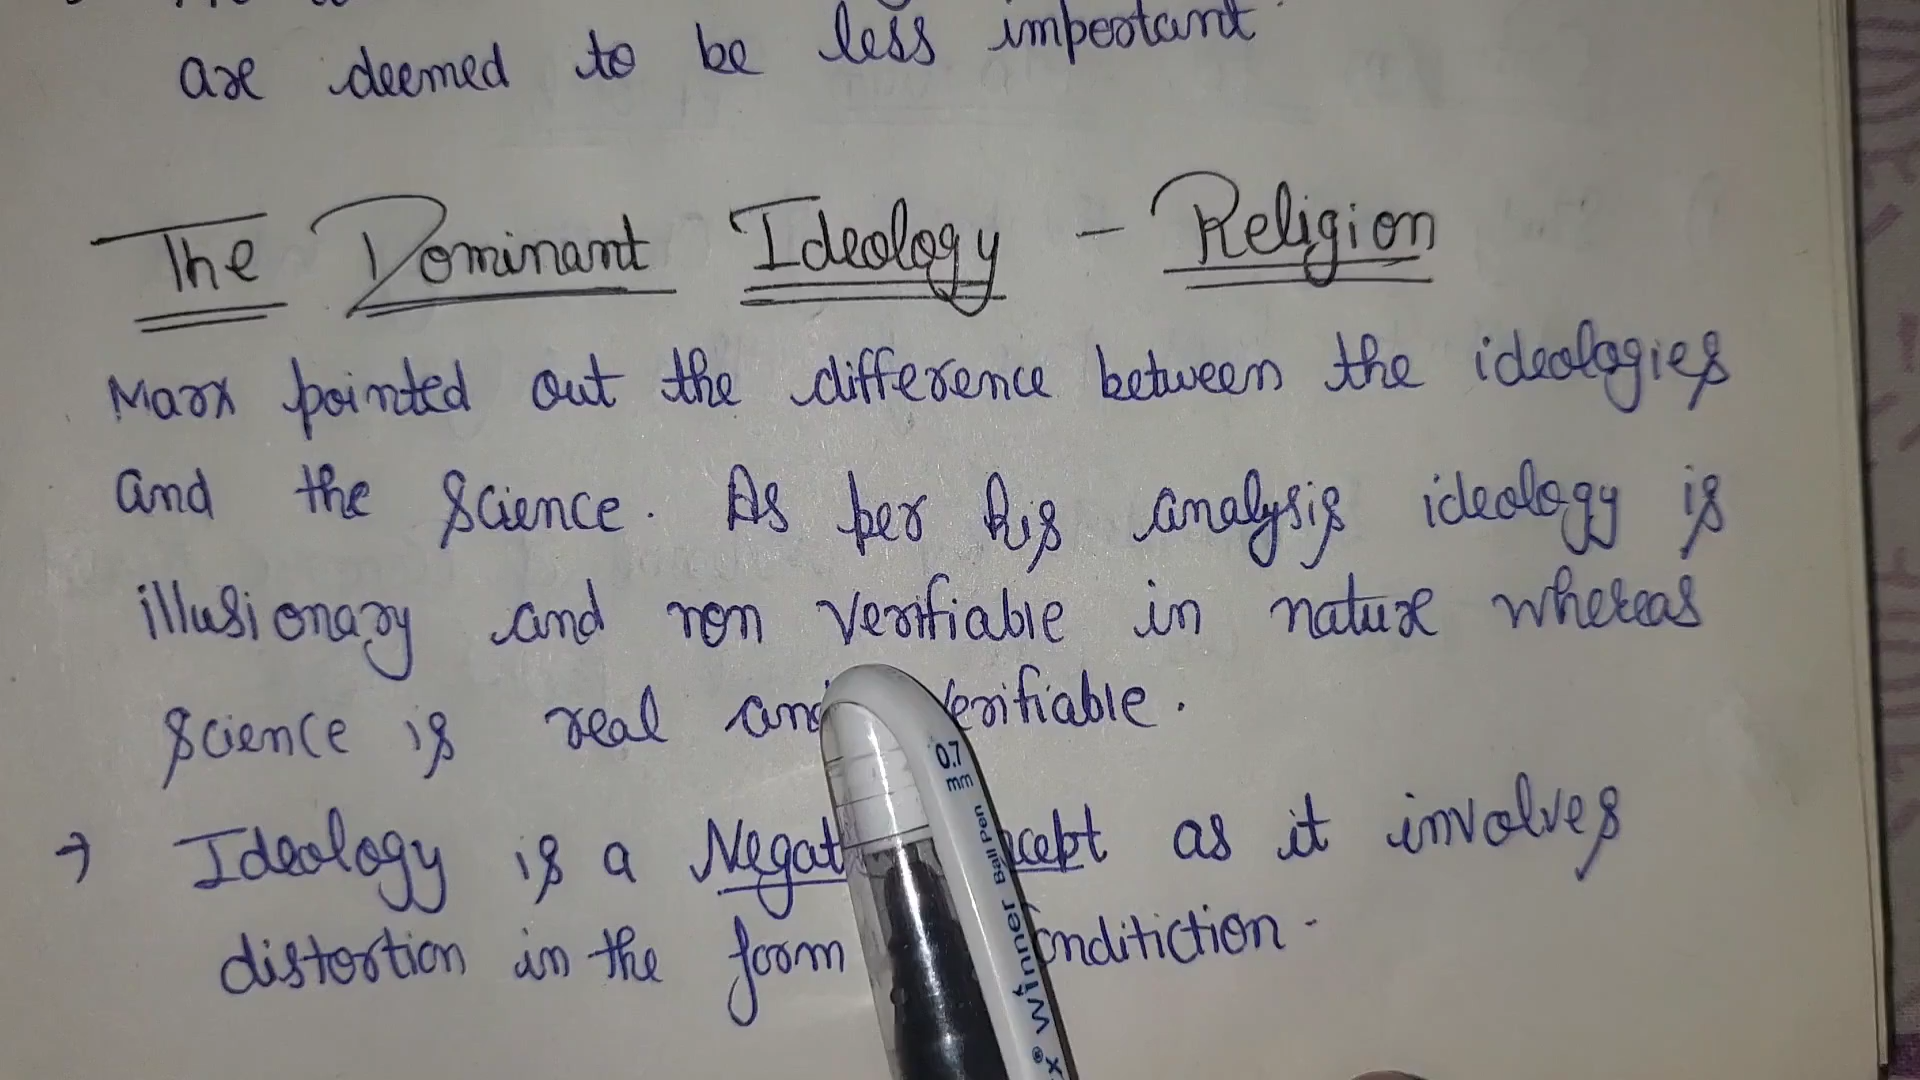 are deemed to be less important
The Dominant Ideology - Religion
Marx pointed out the difference between the ideologies
and the science. As per his analysis ideology is
illusionary and non verifiable in nature whereas
science is real and verifiable.
→ Ideology is a Negat cept as it involves
distortion in the form onditiction.
0.7
mm
Winner Ball Pen